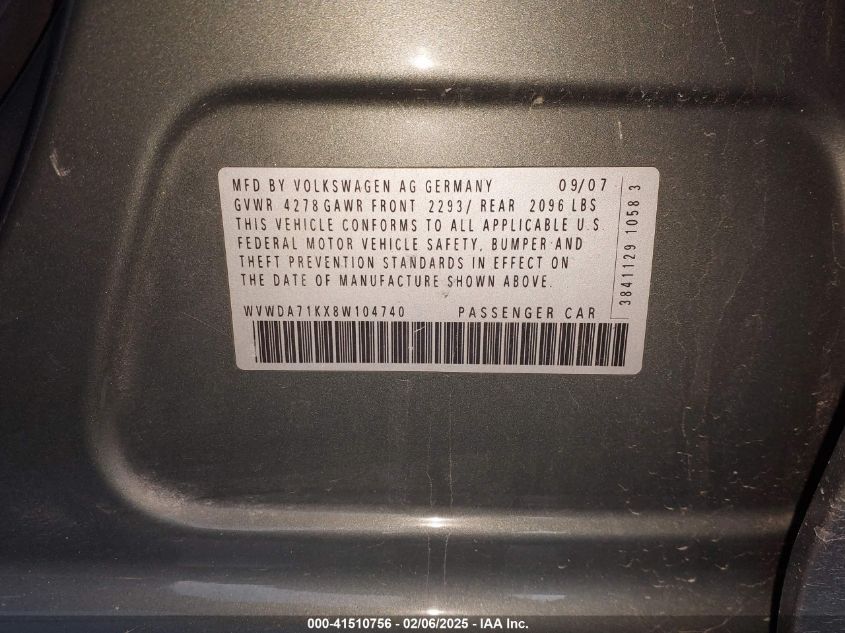 MFD BY VOLKSWAGEN AG GERMANY 09/07
GVWR 4278 GAWR FRONT 2293/ REAR 2096 LBS
THIS VEHICLE CONFORMS TO ALL APPLICABLE U.S.
FEDERAL MOTOR VEHICLE SAFETY, BUMPER AND
THEFT PREVENTION STANDARDS IN EFFECT ON
THE DATE OF MANUFACTURE SHOWN ABOVE.
WVWDA71KX8W104740 PASSENGER CAR
3841129 1058 3
000-41510756 - 02/06/2025 - IAA Inc.